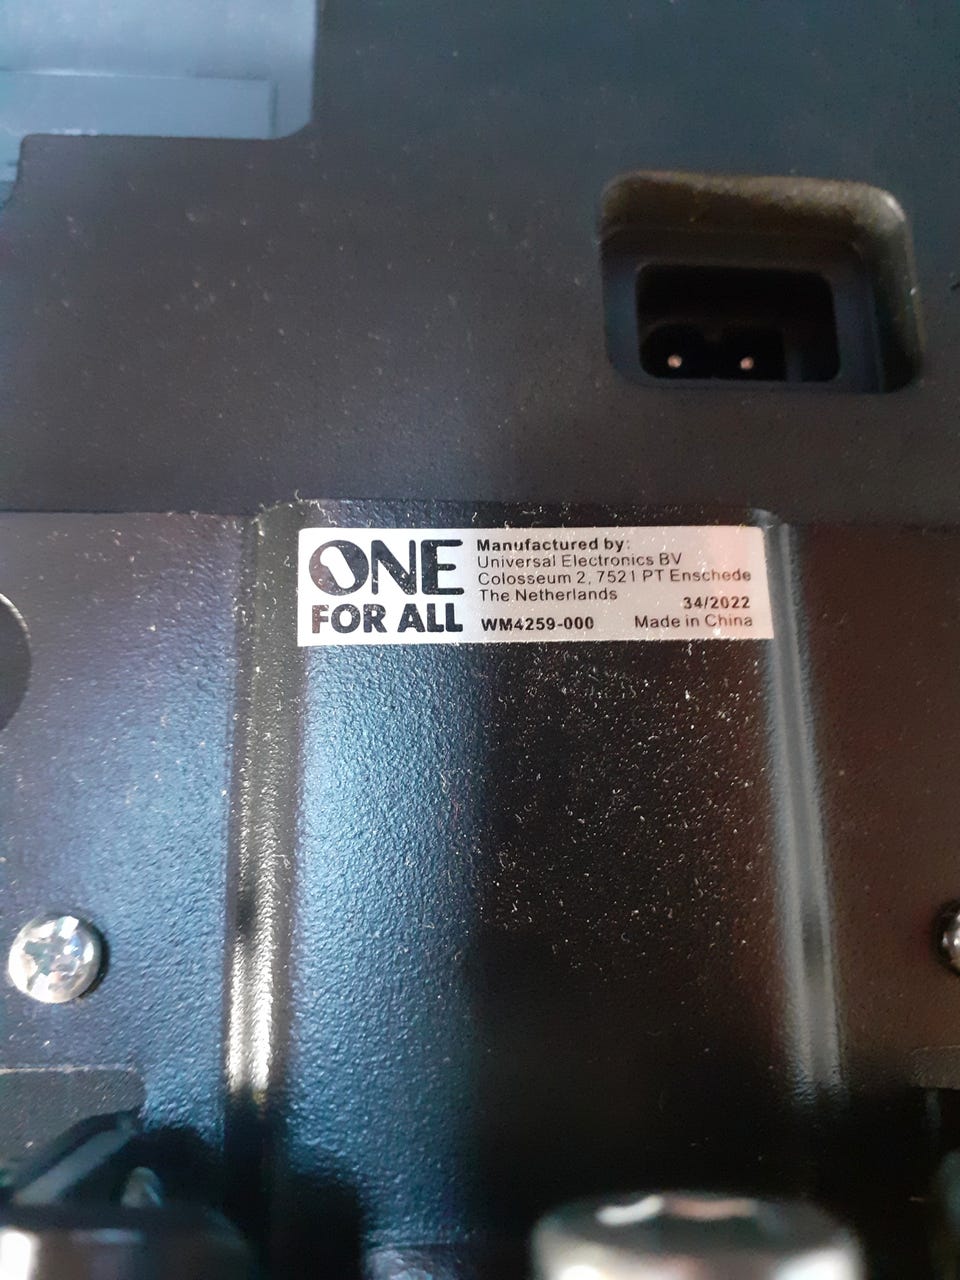 ONE
FOR ALL
Manufactured by:
Universal Electronics BV
Colosseum 2, 7521 PT Enschede
The Netherlands
34/2022
WM4259-000
Made in China